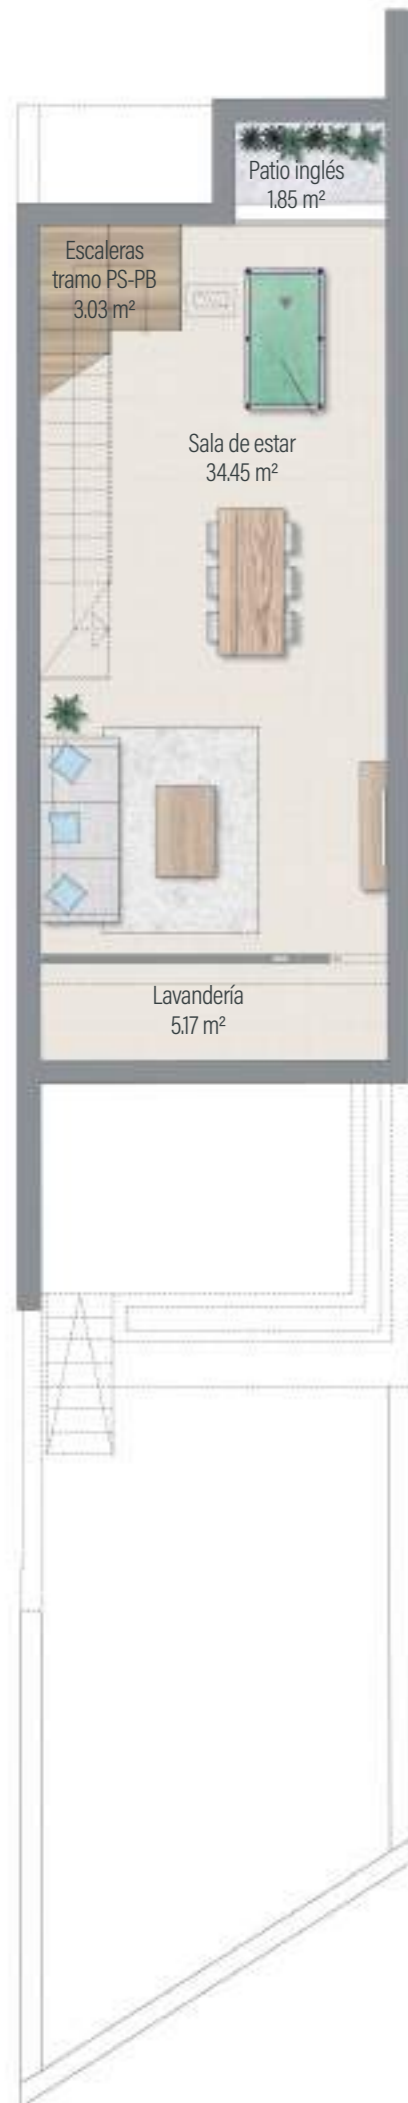 Patio inglés
1.85 m²
Escaleras
tramo PS-PB
3.03 m²
Sala de estar
34.45 m²
Lavandería
5.17 m²